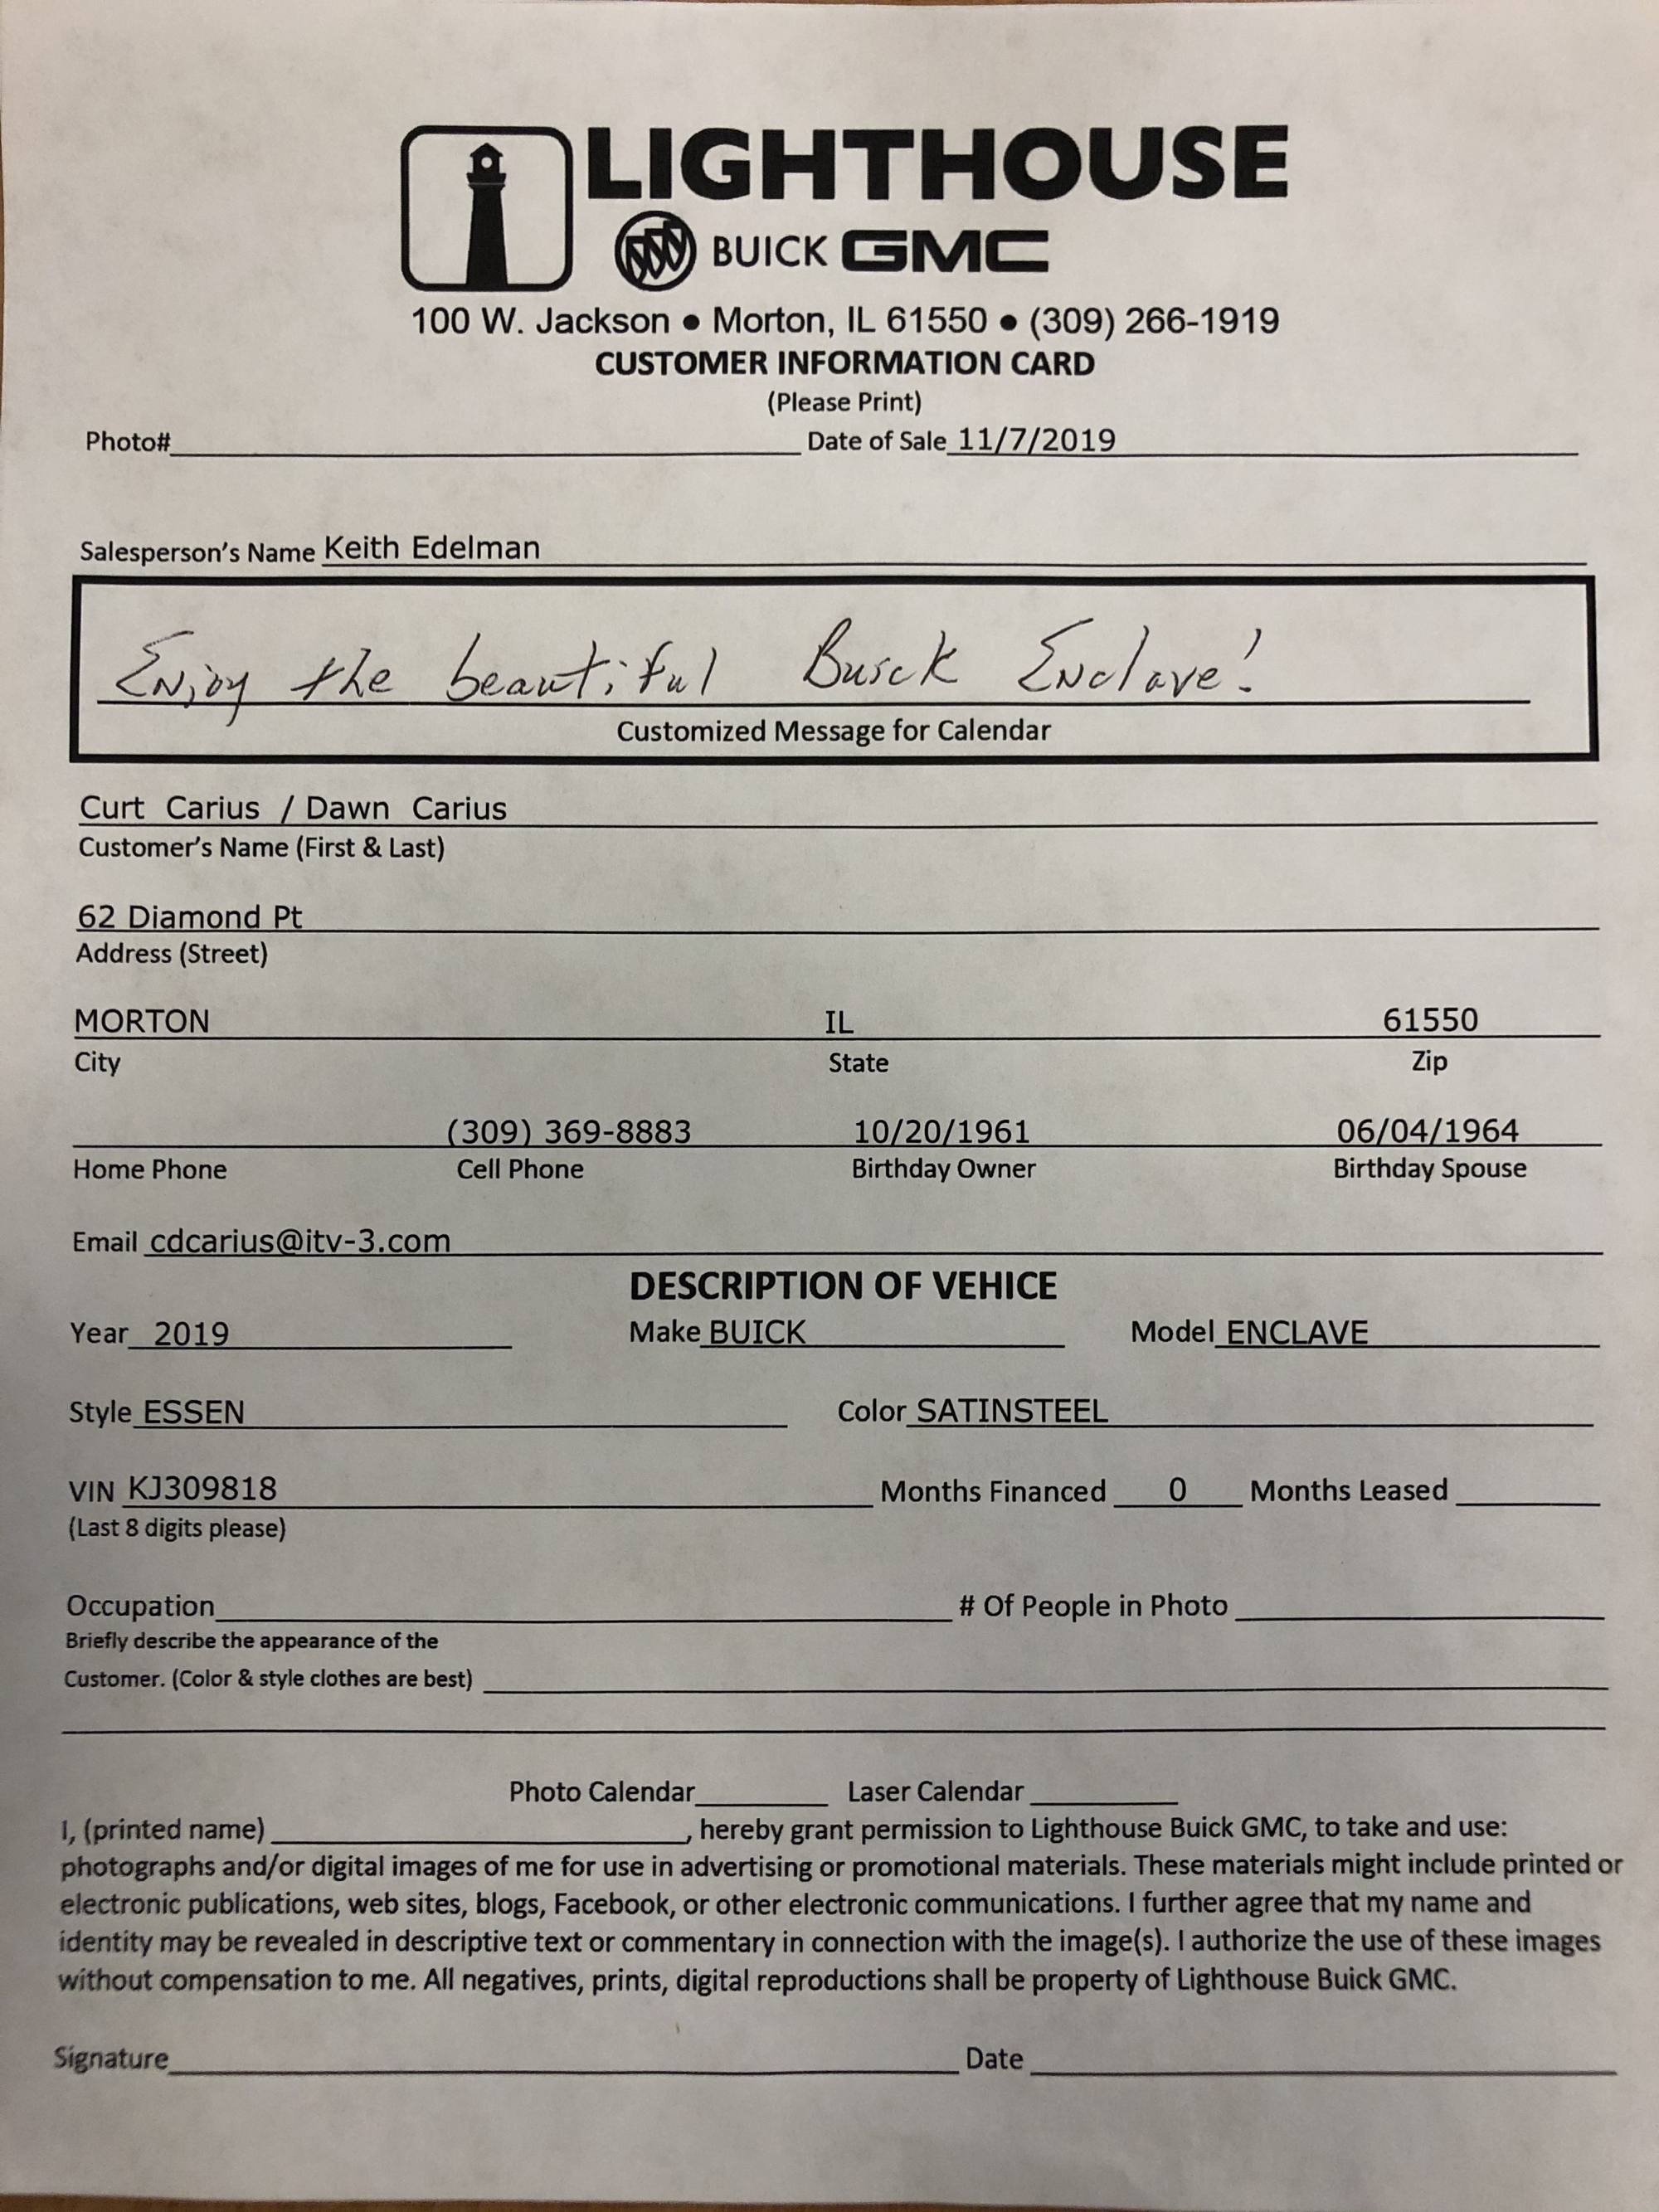 LIGHTHOUSE
BUICK GMC
100 W. Jackson • Morton, IL 61550 • (309) 266-1919
CUSTOMER INFORMATION CARD
(Please Print)
Photo# Date of Sale 11/7/2019
Salesperson's Name Keith Edelman
Enjoy the beautiful Buick Enclave!
Customized Message for Calendar
Curt Carius / Dawn Carius
Customer's Name (First & Last)
62 Diamond Pt
Address (Street)
MORTON IL 61550
City State Zip
(309) 369-8883 10/20/1961 06/04/1964
Home Phone Cell Phone Birthday Owner Birthday Spouse
Email cdcarius@itv-3.com
DESCRIPTION OF VEHICE
Year 2019 Make BUICK Model ENCLAVE
Style ESSEN Color SATINSTEEL
VIN KJ309818 Months Financed 0 Months Leased
(Last 8 digits please)
Occupation # Of People in Photo
Briefly describe the appearance of the
Customer. (Color & style clothes are best)
Photo Calendar Laser Calendar
I, (printed name) , hereby grant permission to Lighthouse Buick GMC, to take and use:
photographs and/or digital images of me for use in advertising or promotional materials. These materials might include printed or
electronic publications, web sites, blogs, Facebook, or other electronic communications. I further agree that my name and
identity may be revealed in descriptive text or commentary in connection with the image(s). I authorize the use of these images
without compensation to me. All negatives, prints, digital reproductions shall be property of Lighthouse Buick GMC.
Signature Date